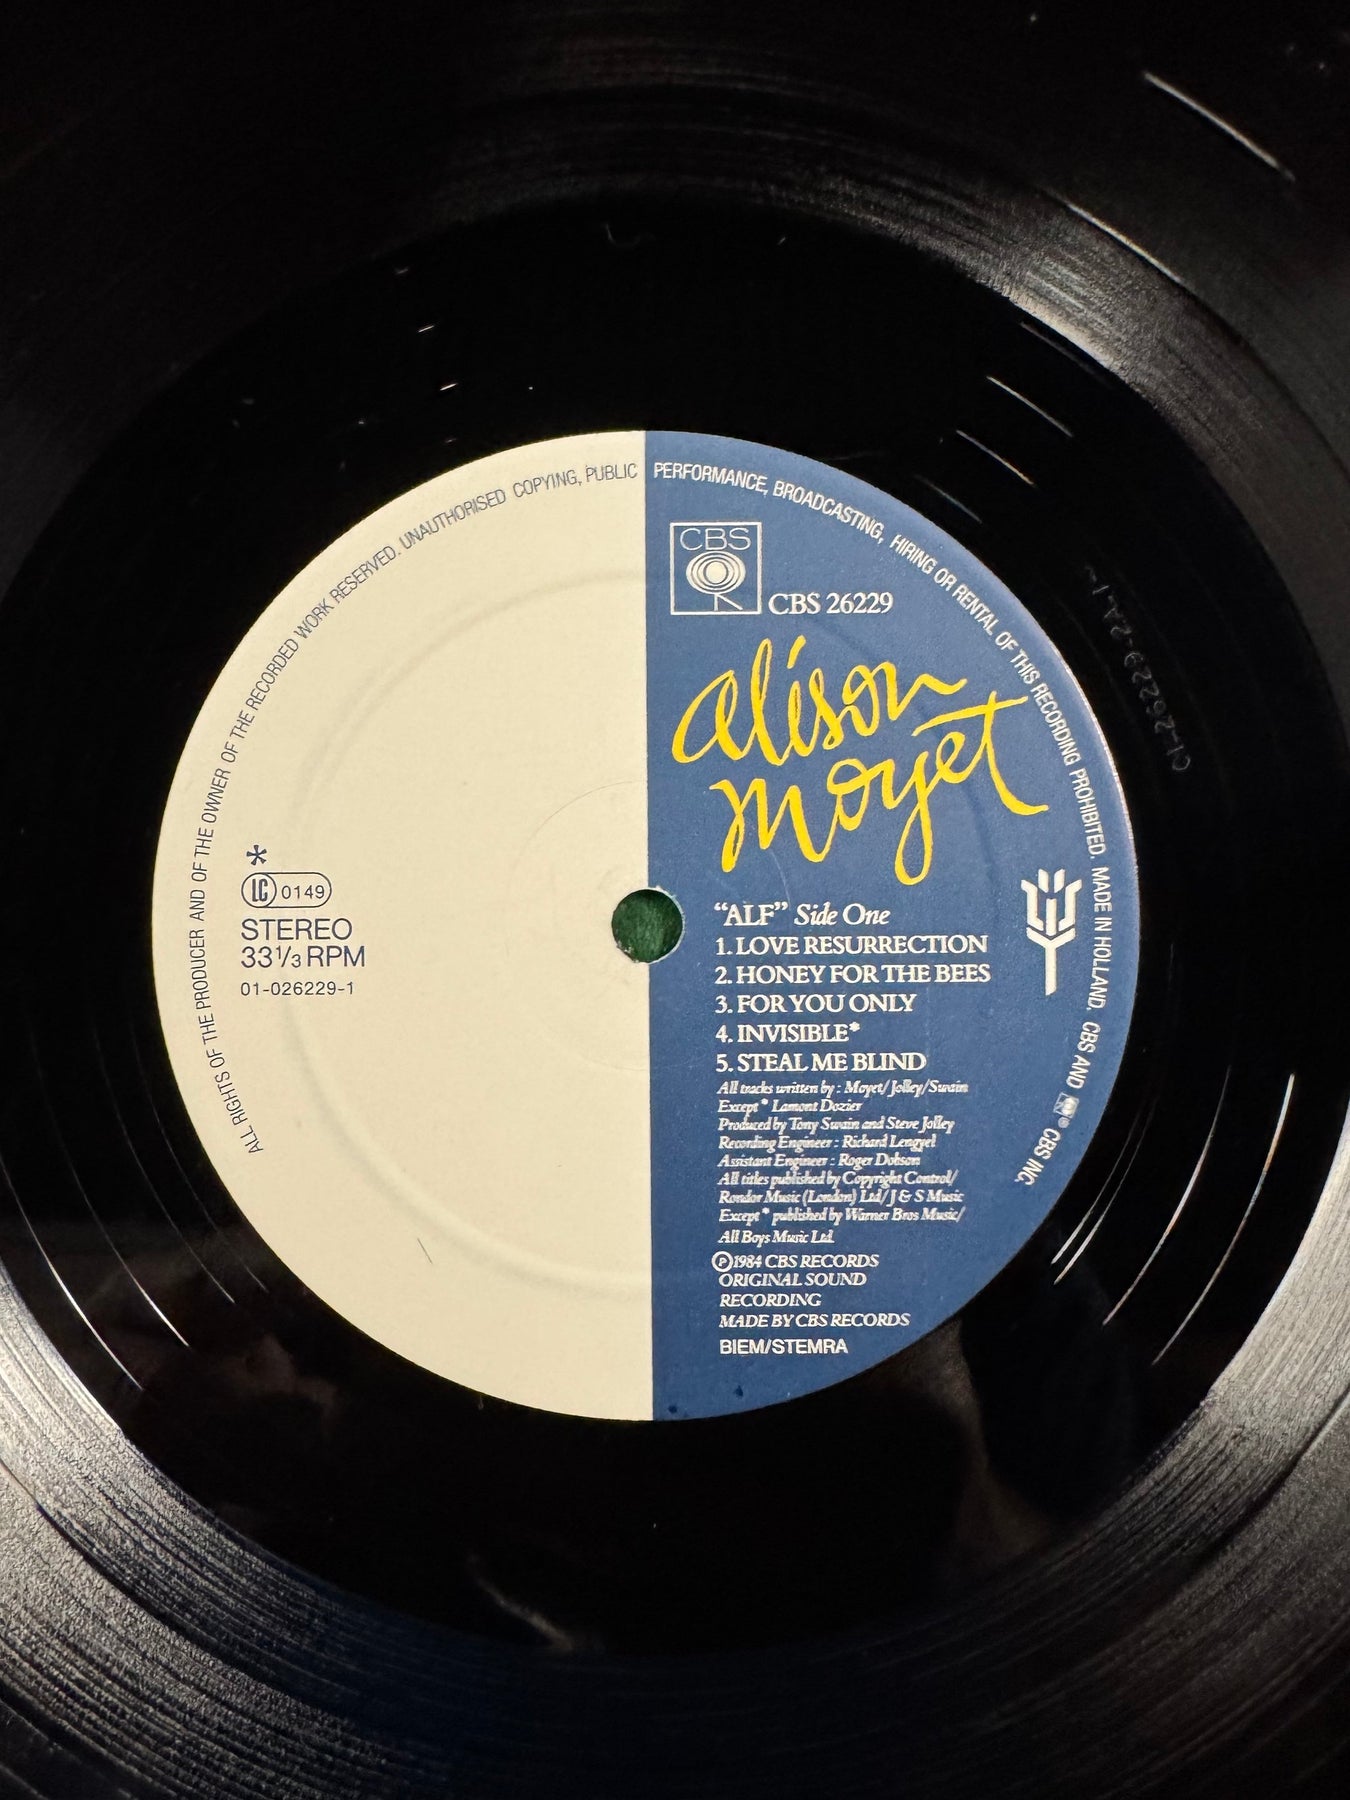 ALL RIGHTS OF THE PRODUCER AND OF THE OWNER OF THE RECORDED WORK RESERVED. UNAUTHORISED COPYING, PUBLIC PERFORMANCE, BROADCASTING, HIRING OR RENTAL OF THIS RECORDING PROHIBITED. MADE IN HOLLAND. CBS AND ® CBS INC.
CBS
CBS 26229
alison
moyet
*
LC 0149
STEREO
33 1/3 RPM
01-026229-1
"ALF" Side One
1. LOVE RESURRECTION
2. HONEY FOR THE BEES
3. FOR YOU ONLY
4. INVISIBLE*
5. STEAL ME BLIND
All tracks written by : Moyet/Jolley/Swain
Except * Lamont Dozier
Produced by Tony Swain and Steve Jolley
Recording Engineer : Richard Lengyel
Assistant Engineer : Roger Dobson
All titles published by Copyright Control/
Rondor Music (London) Ltd/J & S Music
Except * published by Warner Bros Music/
All Boys Music Ltd.
Ⓟ1984 CBS RECORDS
ORIGINAL SOUND
RECORDING
MADE BY CBS RECORDS
BIEM/STEMRA